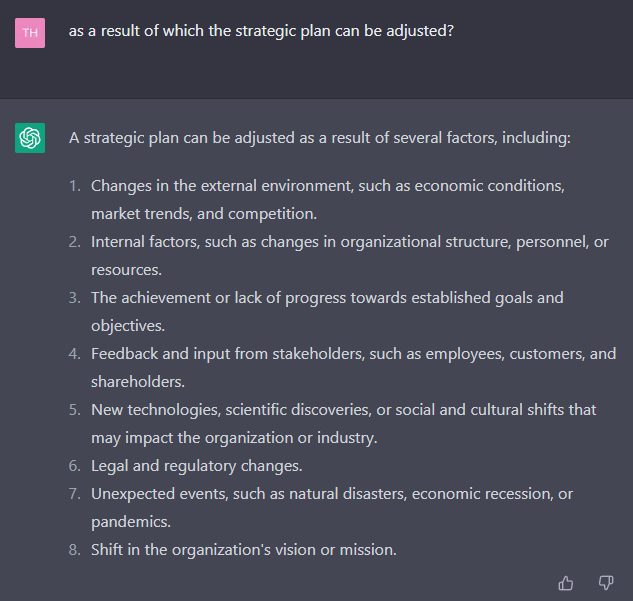 TH
as a result of which the strategic plan can be adjusted?
A strategic plan can be adjusted as a result of several factors, including:
1. Changes in the external environment, such as economic conditions,
market trends, and competition.
2. Internal factors, such as changes in organizational structure, personnel, or
resources.
3. The achievement or lack of progress towards established goals and
objectives.
4. Feedback and input from stakeholders, such as employees, customers, and
shareholders.
5. New technologies, scientific discoveries, or social and cultural shifts that
may impact the organization or industry.
6. Legal and regulatory changes.
7. Unexpected events, such as natural disasters, economic recession, or
pandemics.
8. Shift in the organization's vision or mission.